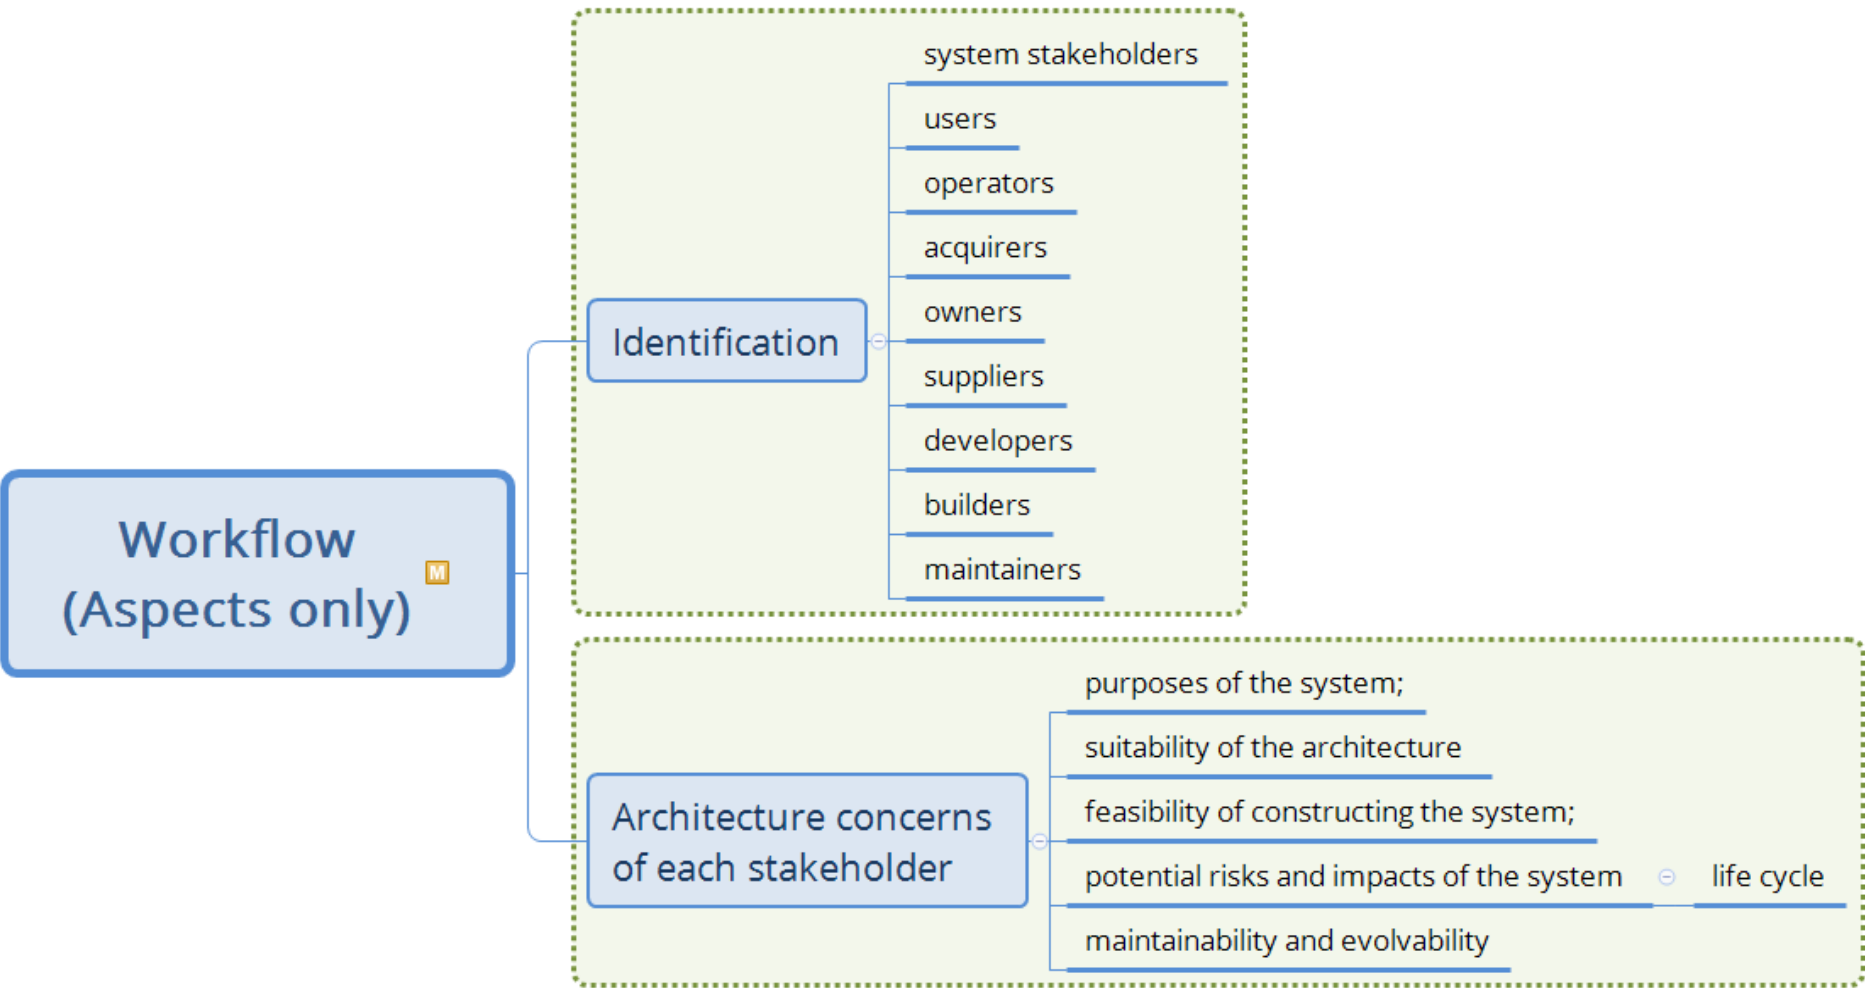 system stakeholders
users
operators
acquirers
owners
Identification
suppliers
developers
builders
maintainers
Workflow
(Aspects only)
M
purposes of the system;
suitability of the architecture
feasibility of constructing the system;
Architecture concerns
of each stakeholder
potential risks and impacts of the system
life cycle
maintainability and evolvability